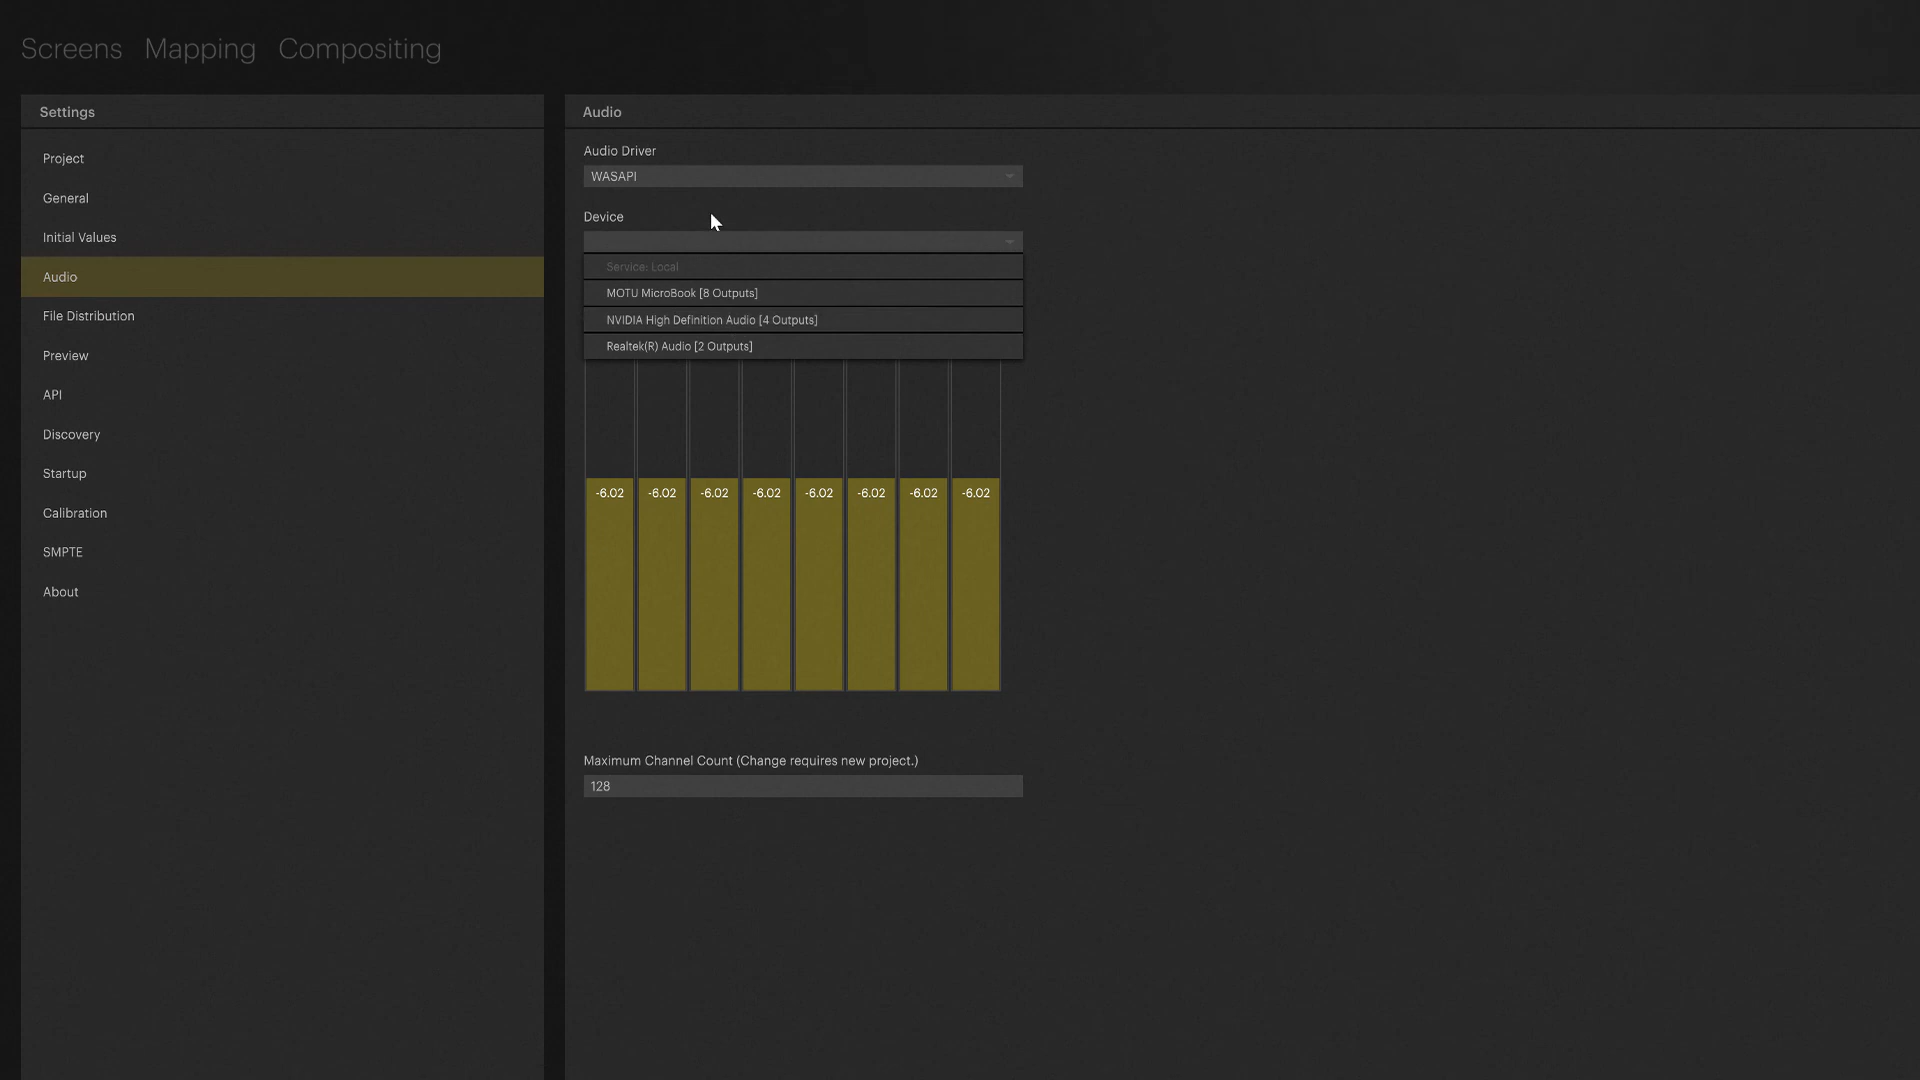 Screens Mapping Compositing
Settings
Project
General
Initial Values
Audio
File Distribution
Preview
API
Discovery
Startup
Calibration
SMPTE
About
Audio
Audio Driver
WASAPI
Device
Service: Local
MOTU MicroBook [8 Outputs]
NVIDIA High Definition Audio [4 Outputs]
Realtek(R) Audio [2 Outputs]
-6.02 -6.02 -6.02 -6.02 -6.02 -6.02 -6.02 -6.02
Maximum Channel Count (Change requires new project.)
128